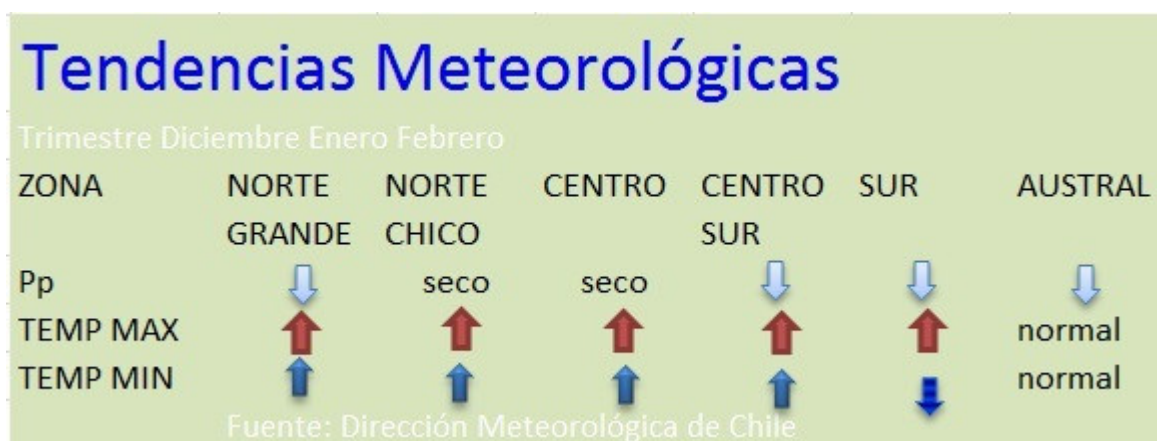 Tendencias Meteorológicas
Trimestre Diciembre Enero Febrero
ZONA NORTE GRANDE NORTE CHICO CENTRO CENTRO SUR SUR AUSTRAL
Pp seco seco
TEMP MAX normal
TEMP MIN normal
Fuente: Dirección Meteorológica de Chile